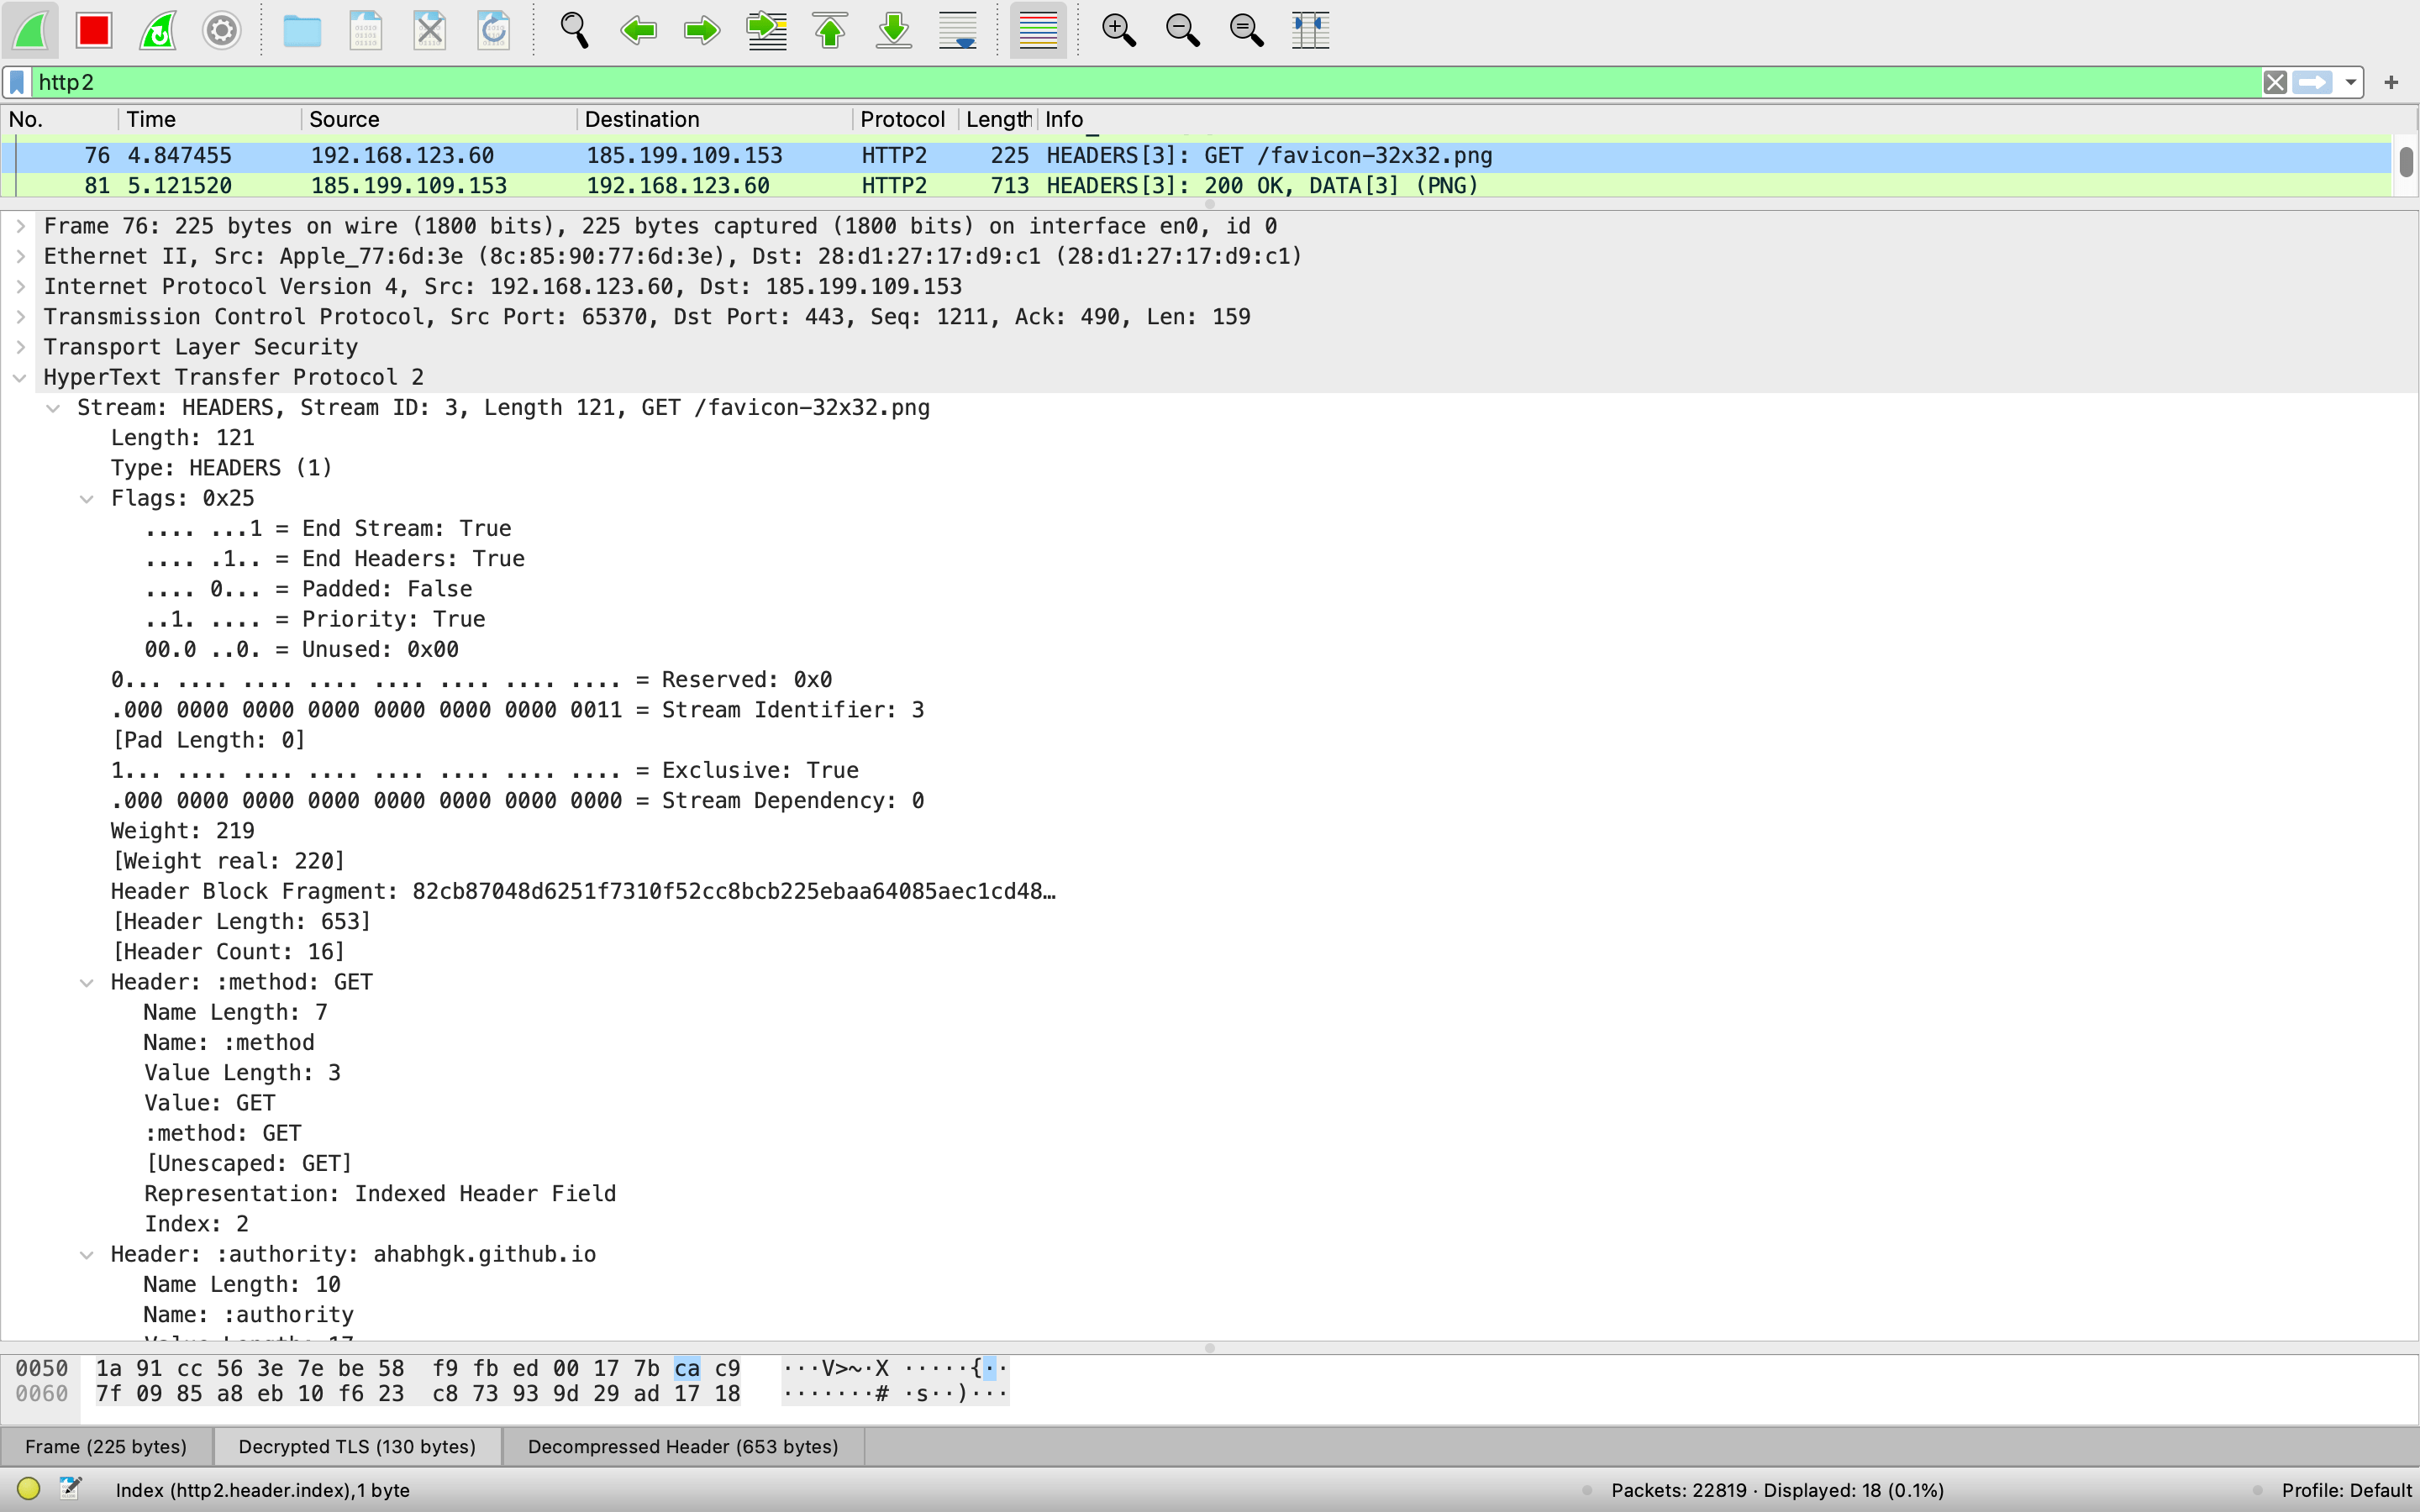 http2
No. Time Source Destination Protocol Length Info
76 4.847455 192.168.123.60 185.199.109.153 HTTP2 225 HEADERS[3]: GET /favicon-32x32.png
81 5.121520 185.199.109.153 192.168.123.60 HTTP2 713 HEADERS[3]: 200 OK, DATA[3] (PNG)
Frame 76: 225 bytes on wire (1800 bits), 225 bytes captured (1800 bits) on interface en0, id 0
Ethernet II, Src: Apple_77:6d:3e (8c:85:90:77:6d:3e), Dst: 28:d1:27:17:d9:c1 (28:d1:27:17:d9:c1)
Internet Protocol Version 4, Src: 192.168.123.60, Dst: 185.199.109.153
Transmission Control Protocol, Src Port: 65370, Dst Port: 443, Seq: 1211, Ack: 490, Len: 159
Transport Layer Security
HyperText Transfer Protocol 2
Stream: HEADERS, Stream ID: 3, Length 121, GET /favicon-32x32.png
Length: 121
Type: HEADERS (1)
Flags: 0x25
.... ...1 = End Stream: True
.... .1.. = End Headers: True
.... 0... = Padded: False
..1. .... = Priority: True
00.0 ..0. = Unused: 0x00
0... .... .... .... .... .... .... .... = Reserved: 0x0
.000 0000 0000 0000 0000 0000 0000 0011 = Stream Identifier: 3
[Pad Length: 0]
1... .... .... .... .... .... .... .... = Exclusive: True
.000 0000 0000 0000 0000 0000 0000 0000 = Stream Dependency: 0
Weight: 219
[Weight real: 220]
Header Block Fragment: 82cb87048d6251f7310f52cc8bcb225ebaa64085aec1cd48…
[Header Length: 653]
[Header Count: 16]
Header: :method: GET
Name Length: 7
Name: :method
Value Length: 3
Value: GET
:method: GET
[Unescaped: GET]
Representation: Indexed Header Field
Index: 2
Header: :authority: ahabhgk.github.io
Name Length: 10
Name: :authority
Value Length: 17
0050 1a 91 cc 56 3e 7e be 58 f9 fb ed 00 17 7b ca c9 ···V>~·X ·····{··
0060 7f 09 85 a8 eb 10 f6 23 c8 73 93 9d 29 ad 17 18 ·······# ·s··)···
Frame (225 bytes) Decrypted TLS (130 bytes) Decompressed Header (653 bytes)
Index (http2.header.index),1 byte Packets: 22819 · Displayed: 18 (0.1%) Profile: Default